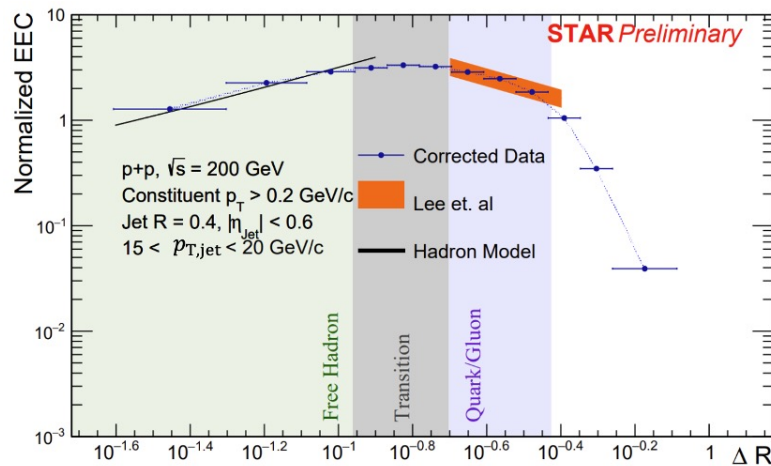 STAR Preliminary
Normalized EEC
10
1
10⁻¹
10⁻²
10⁻³
p+p, √s = 200 GeV
Constituent p_T > 0.2 GeV/c
Jet R = 0.4, |η_Jet| < 0.6
15 < p_T,jet < 20 GeV/c
Corrected Data
Lee et. al
Hadron Model
Free Hadron
Transition
Quark/Gluon
10⁻¹·⁶ 10⁻¹·⁴ 10⁻¹·² 10⁻¹ 10⁻⁰·⁸ 10⁻⁰·⁶ 10⁻⁰·⁴ 10⁻⁰·² 1 Δ R